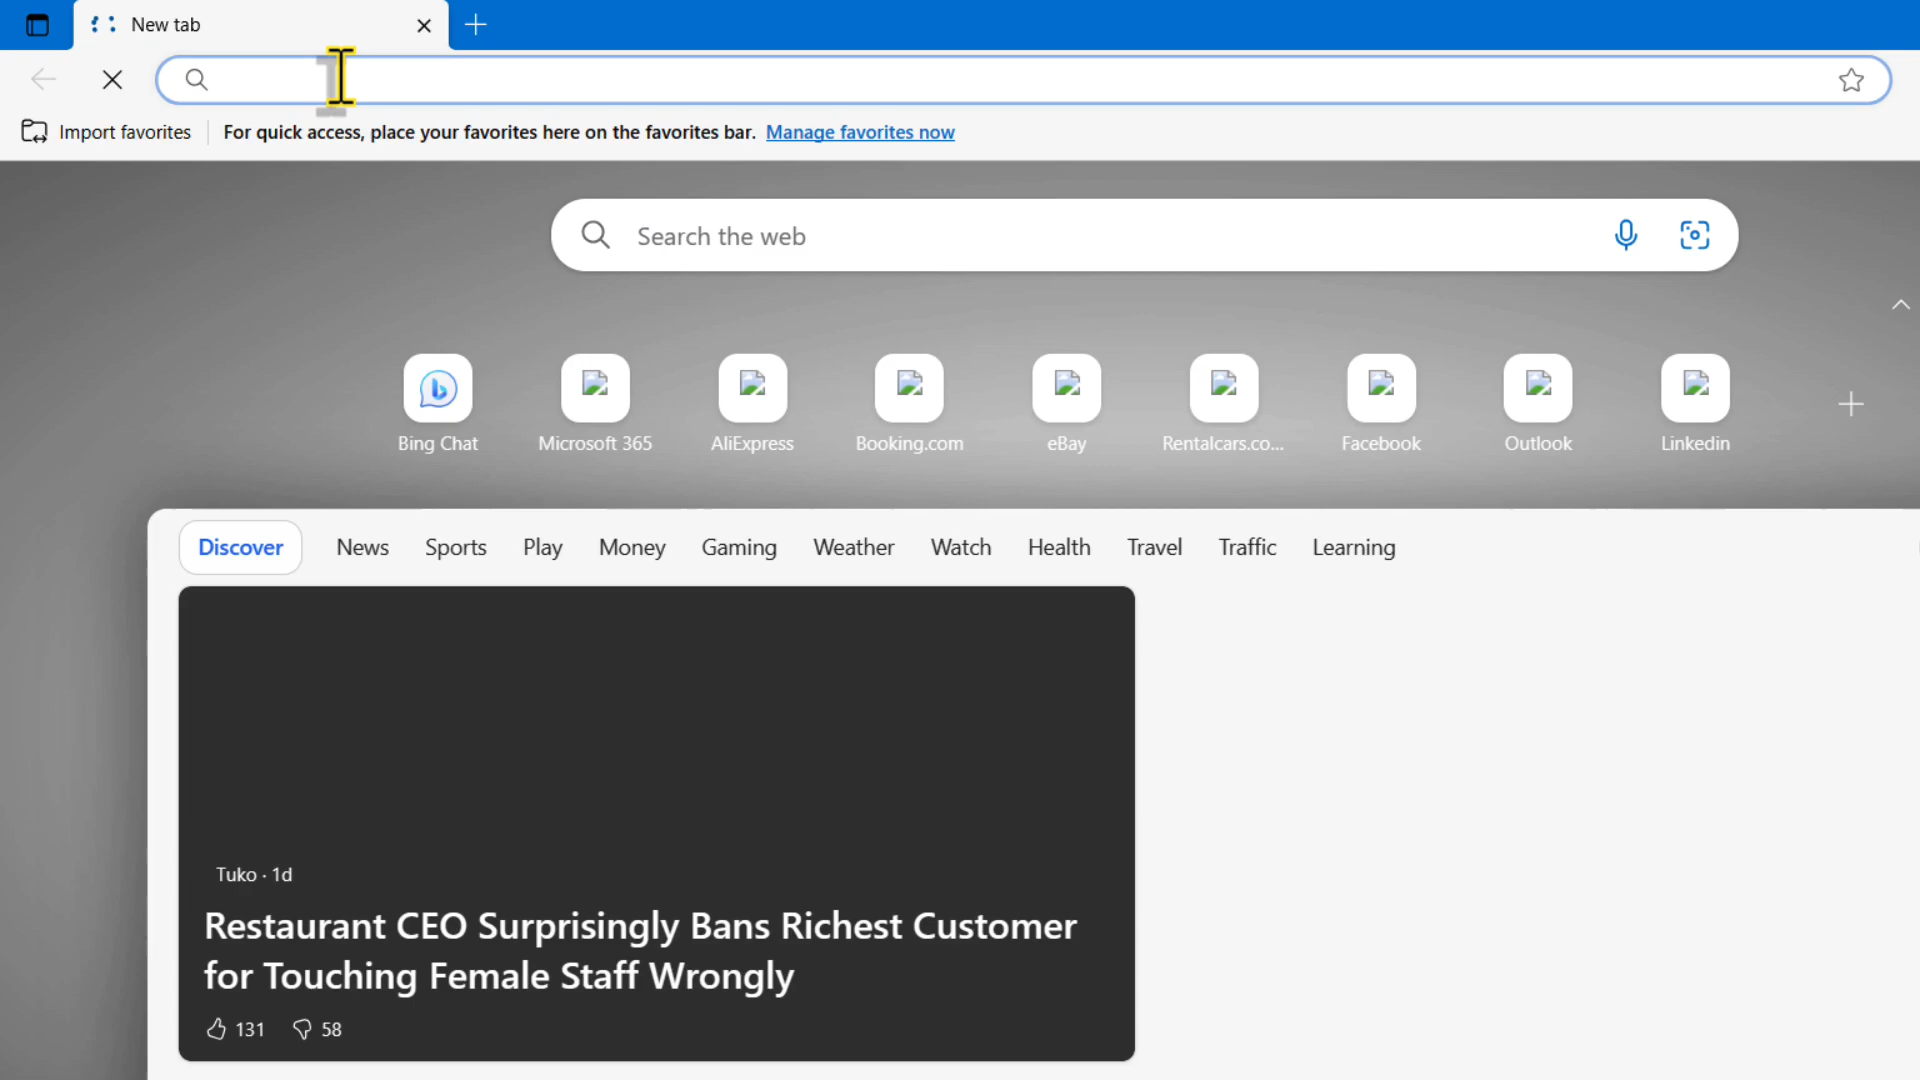 New tab
Import favorites
For quick access, place your favorites here on the favorites bar. Manage favorites now
Search the web
Bing Chat
Microsoft 365
AliExpress
Booking.com
eBay
Rentalcars.co...
Facebook
Outlook
Linkedin
Discover
News
Sports
Play
Money
Gaming
Weather
Watch
Health
Travel
Traffic
Learning
Tuko · 1d
Restaurant CEO Surprisingly Bans Richest Customer
for Touching Female Staff Wrongly
131
58